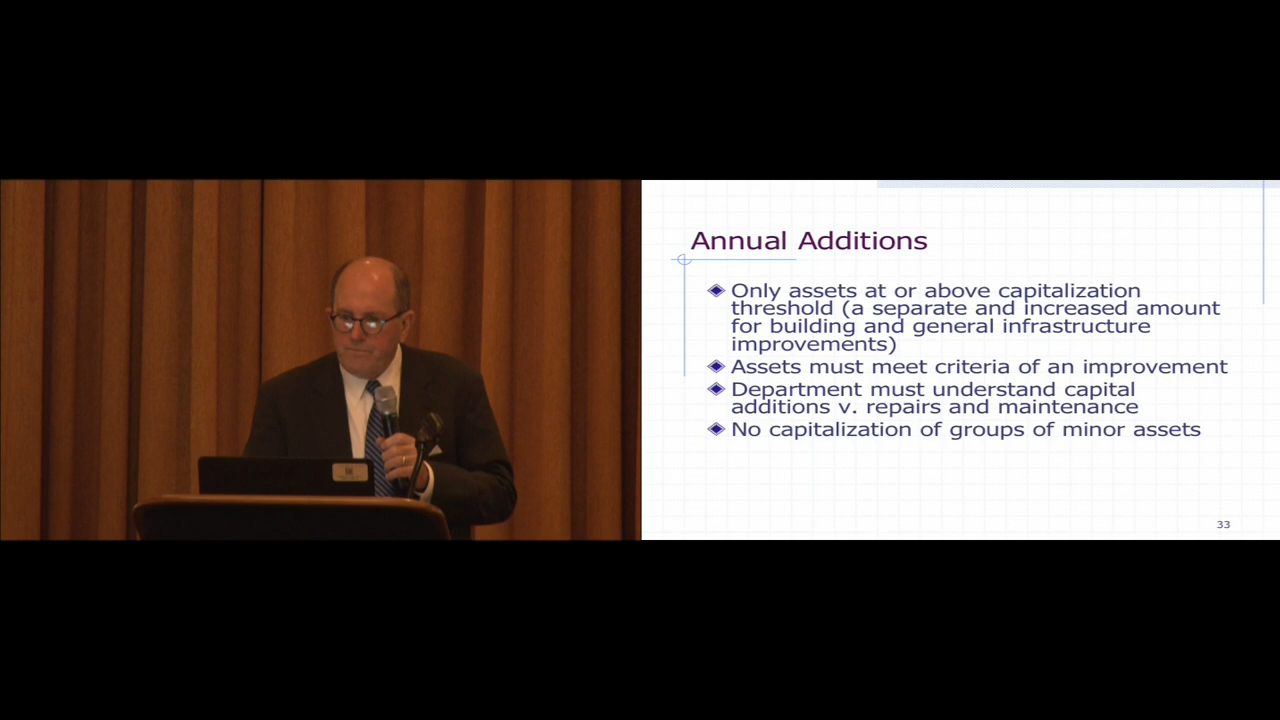 Annual Additions
Only assets at or above capitalization
threshold (a separate and increased amount
for building and general infrastructure
improvements)
Assets must meet criteria of an improvement
Department must understand capital
additions v. repairs and maintenance
No capitalization of groups of minor assets
33